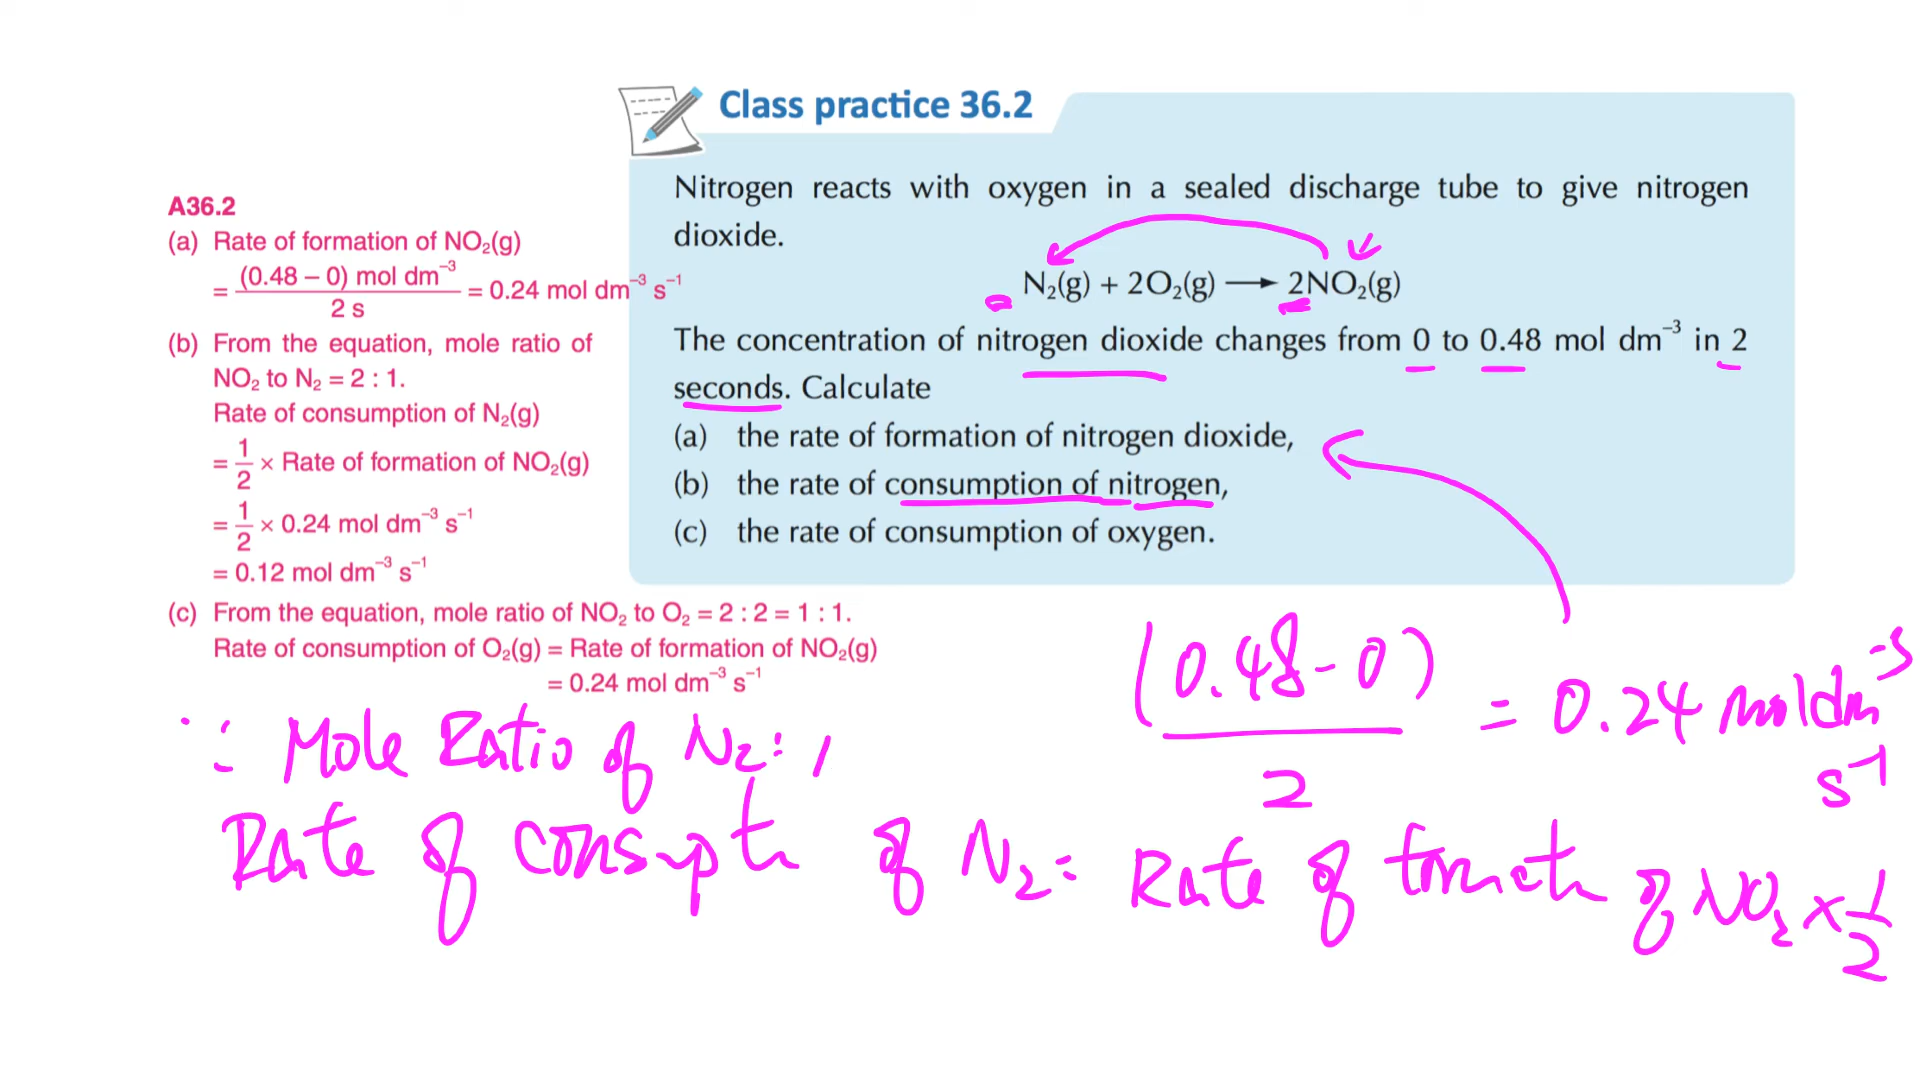 Class practice 36.2
Nitrogen reacts with oxygen in a sealed discharge tube to give nitrogen
dioxide.
N₂(g) + 2O₂(g) ⟶ 2NO₂(g)
The concentration of nitrogen dioxide changes from 0 to 0.48 mol dm⁻³ in 2
seconds. Calculate
(a) the rate of formation of nitrogen dioxide,
(b) the rate of consumption of nitrogen,
(c) the rate of consumption of oxygen.
A36.2
(a) Rate of formation of NO₂(g)
= (0.48 – 0) mol dm⁻³ / 2 s = 0.24 mol dm⁻³ s⁻¹
(b) From the equation, mole ratio of
NO₂ to N₂ = 2 : 1.
Rate of consumption of N₂(g)
= 1/2 × Rate of formation of NO₂(g)
= 1/2 × 0.24 mol dm⁻³ s⁻¹
= 0.12 mol dm⁻³ s⁻¹
(c) From the equation, mole ratio of NO₂ to O₂ = 2 : 2 = 1 : 1.
Rate of consumption of O₂(g) = Rate of formation of NO₂(g)
= 0.24 mol dm⁻³ s⁻¹
(0.48 - 0) / 2 = 0.24 mol dm⁻³
s⁻¹
∵ Mole Ratio of N₂ :
Rate of of N₂ = Rate of of NO₂ × 1/2